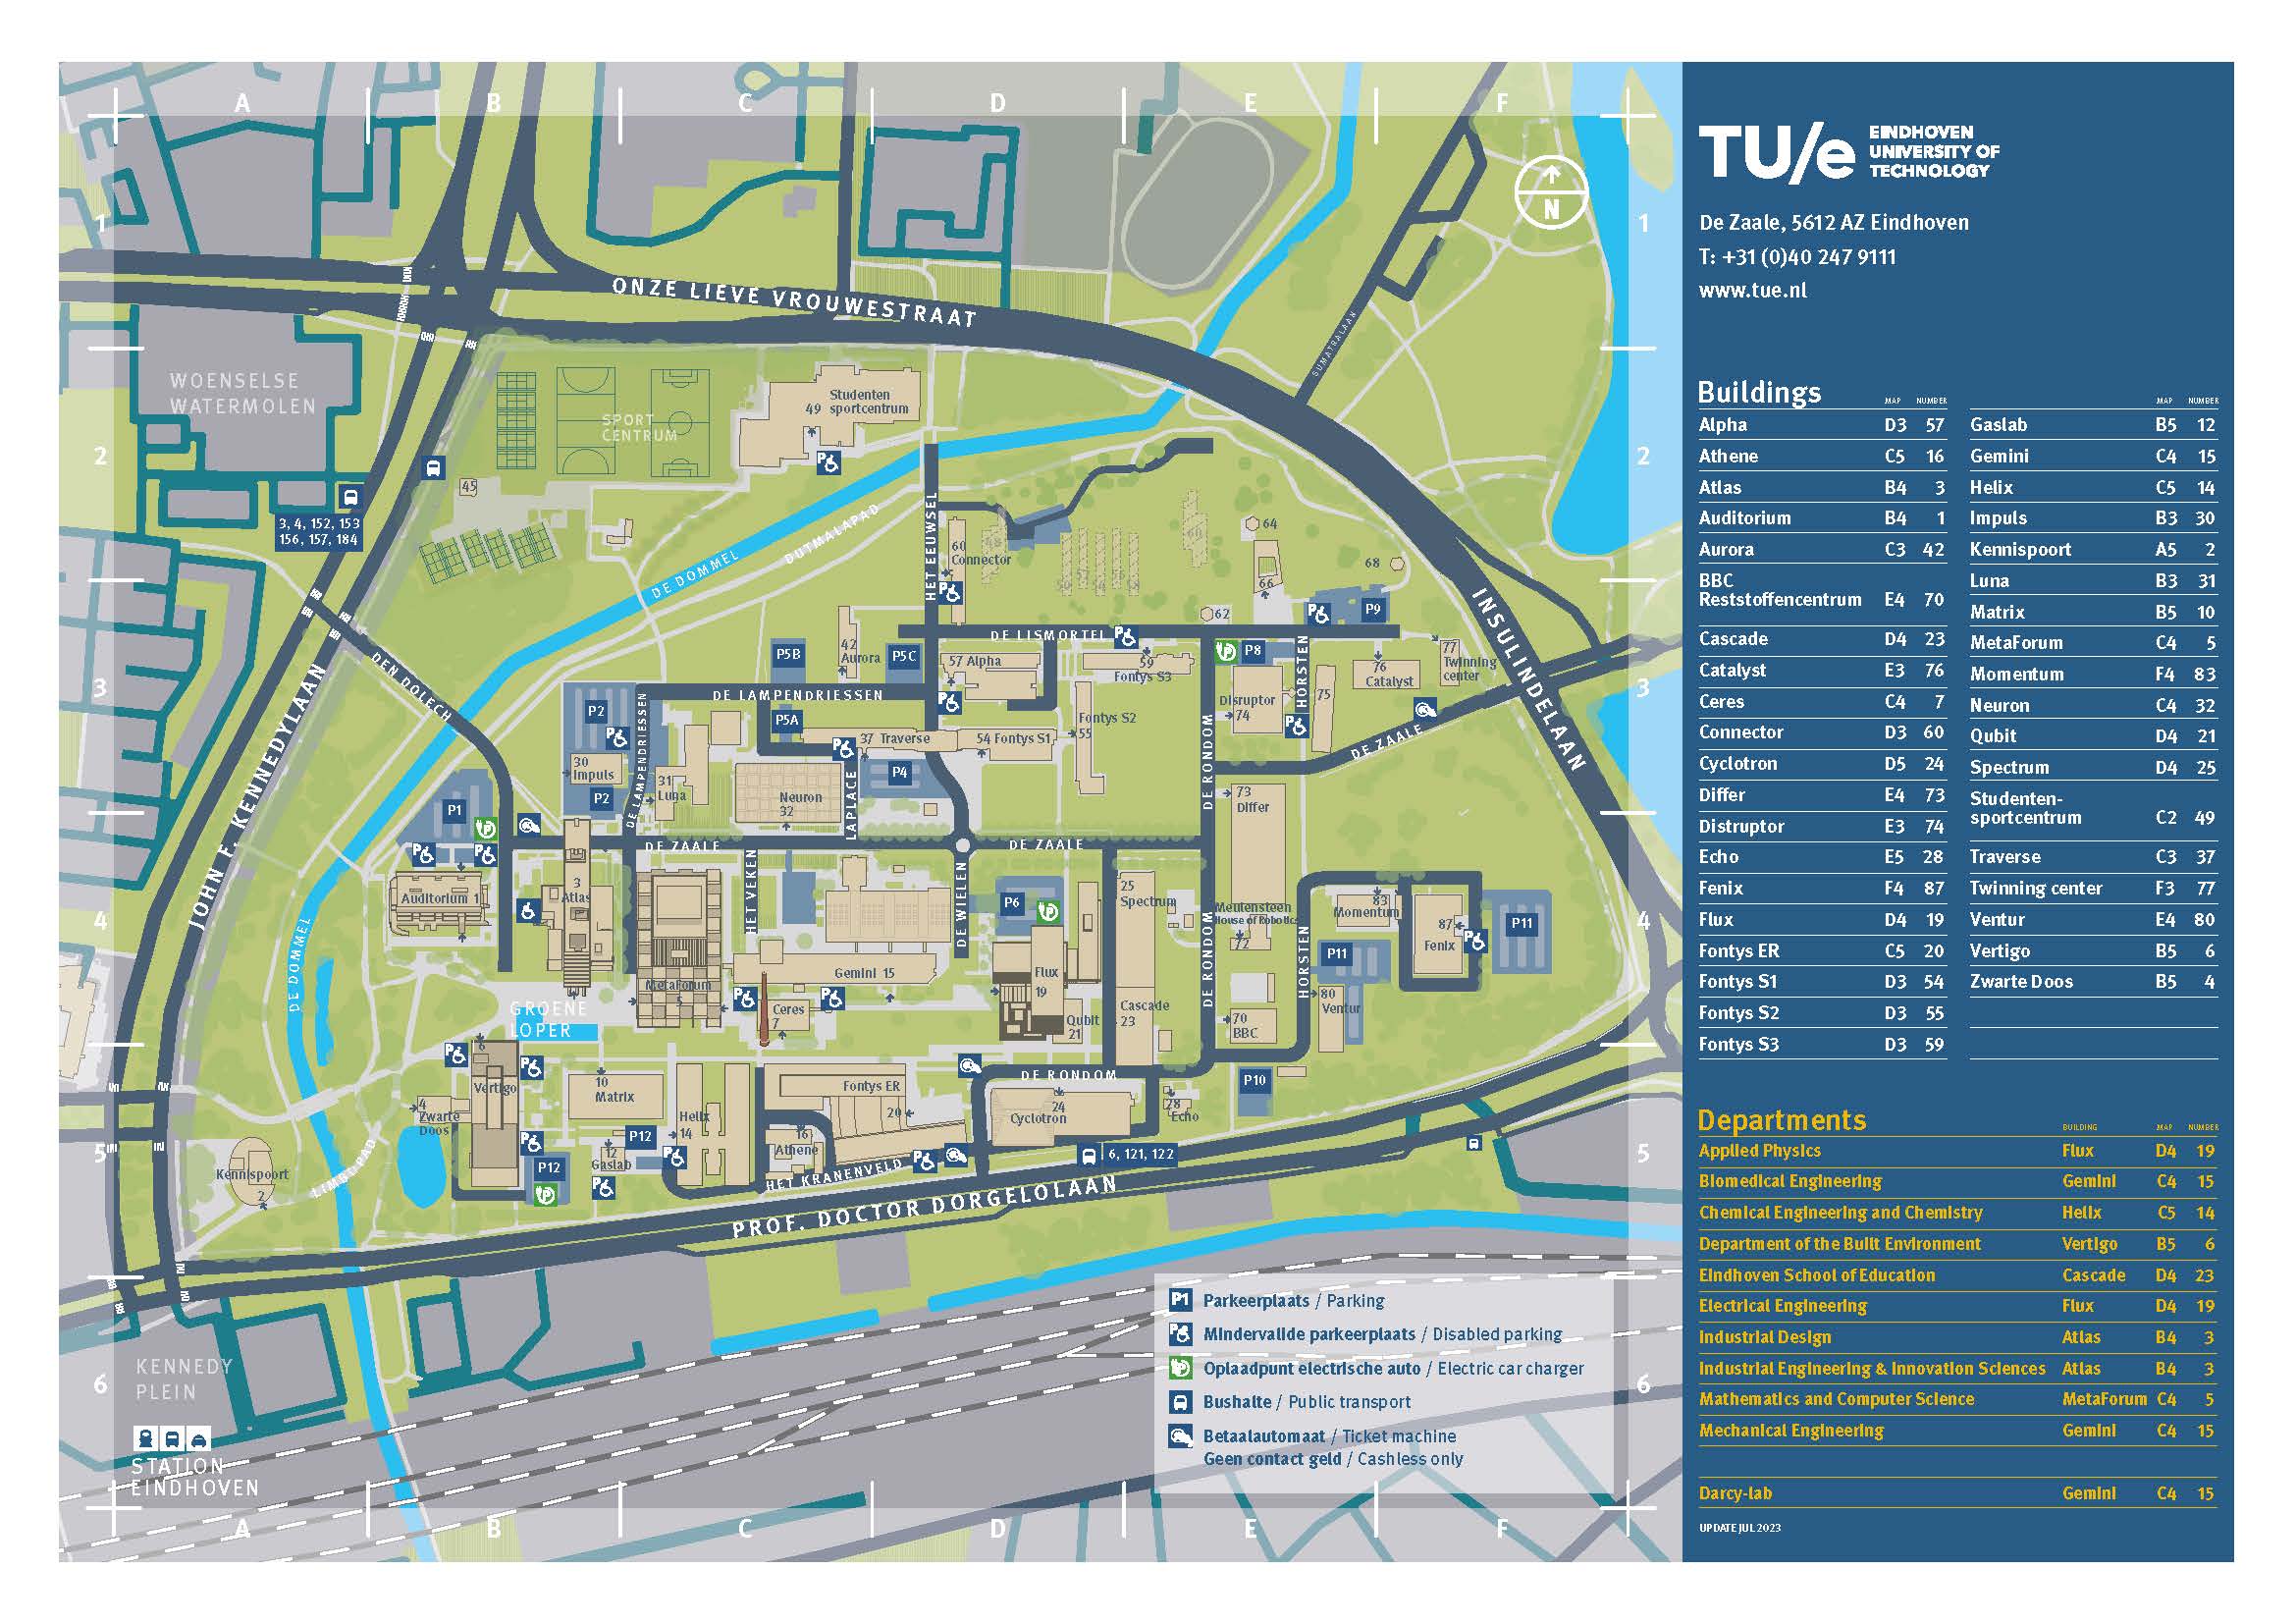 A B C D E F
1
1
2
2
3
3
4
4
5
5
6
6
A B C D E F
N
ONZE LIEVE VROUWESTRAAT
SUMATRALAAN
WOENSELSE
WATERMOLEN
SPORT
CENTRUM
Studenten
49 sportcentrum
45
3, 4, 152, 153
156, 157, 184
DE DOMMEL
DUTMALAPAD
HET EEUWSEL
60
Connector
64
66
68
62
P9
INSULINDELAAN
JOHN F. KENNEDYLAAN
DEN DOLECH
DE LISMORTEL
P5B
42
Aurora
P5C
57 Alpha
59
Fontys S3
P8
HORSTEN
76
Catalyst
77
Twinning
center
75
Disruptor
74
DE LAMPENDRIESSEN
DE LAMPENDRIESSEN
P2
P5A
37 Traverse
54 Fontys S1
Fontys S2
55
DE RONDOM
DE ZAALE
30
Impuls
P2
31
Luna
Neuron
32
LAPLACE
P4
73
Differ
P1
DE ZAALE
DE ZAALE
HET VEKEN
DE WIELEN
Auditorium 1
3
Atlas
P6
25
Spectrum
Meulensteen
House of Robotics
72
83
Momentum
87
Fenix
P11
P11
MetaForum
5
Gemini 15
Flux
19
DE RONDOM
HORSTEN
DE DOMMEL
GROENE
LOPER
Ceres
7
Qubit
21
Cascade
23
80
Ventur
70
BBC
6
Vertigo
10
Matrix
Fontys ER
20
DE RONDOM
P10
4
Zwarte
Doos
Helix
14
24
Cyclotron
28
Echo
P12
P12
12
Gaslab
16
Athene
HET KRANENVELD
6, 121, 122
Kennispoort
2
LIMBOPAD
PROF. DOCTOR DORGELOLAAN
KENNEDY
PLEIN
STATION
EINDHOVEN
P1 Parkeerplaats / Parking
P Mindervalide parkeerplaats / Disabled parking
Oplaadpunt electrische auto / Electric car charger
Bushalte / Public transport
Betaalautomaat / Ticket machine
Geen contact geld / Cashless only
TU/e EINDHOVEN
UNIVERSITY OF
TECHNOLOGY
De Zaale, 5612 AZ Eindhoven
T: +31 (0)40 247 9111
www.tue.nl
Buildings MAP NUMBER
Alpha D3 57
Athene C5 16
Atlas B4 3
Auditorium B4 1
Aurora C3 42
BBC
Reststoffencentrum E4 70
Cascade D4 23
Catalyst E3 76
Ceres C4 7
Connector D3 60
Cyclotron D5 24
Differ E4 73
Distruptor E3 74
Echo E5 28
Fenix F4 87
Flux D4 19
Fontys ER C5 20
Fontys S1 D3 54
Fontys S2 D3 55
Fontys S3 D3 59
MAP NUMBER
Gaslab B5 12
Gemini C4 15
Helix C5 14
Impuls B3 30
Kennispoort A5 2
Luna B3 31
Matrix B5 10
MetaForum C4 5
Momentum F4 83
Neuron C4 32
Qubit D4 21
Spectrum D4 25
Studenten-
sportcentrum C2 49
Traverse C3 37
Twinning center F3 77
Ventur E4 80
Vertigo B5 6
Zwarte Doos B5 4
Departments BUILDING MAP NUMBER
Applied Physics Flux D4 19
Biomedical Engineering Gemini C4 15
Chemical Engineering and Chemistry Helix C5 14
Department of the Built Environment Vertigo B5 6
Eindhoven School of Education Cascade D4 23
Electrical Engineering Flux D4 19
Industrial Design Atlas B4 3
Industrial Engineering & Innovation Sciences Atlas B4 3
Mathematics and Computer Science MetaForum C4 5
Mechanical Engineering Gemini C4 15
Darcy-lab Gemini C4 15
UPDATE JUL 2023